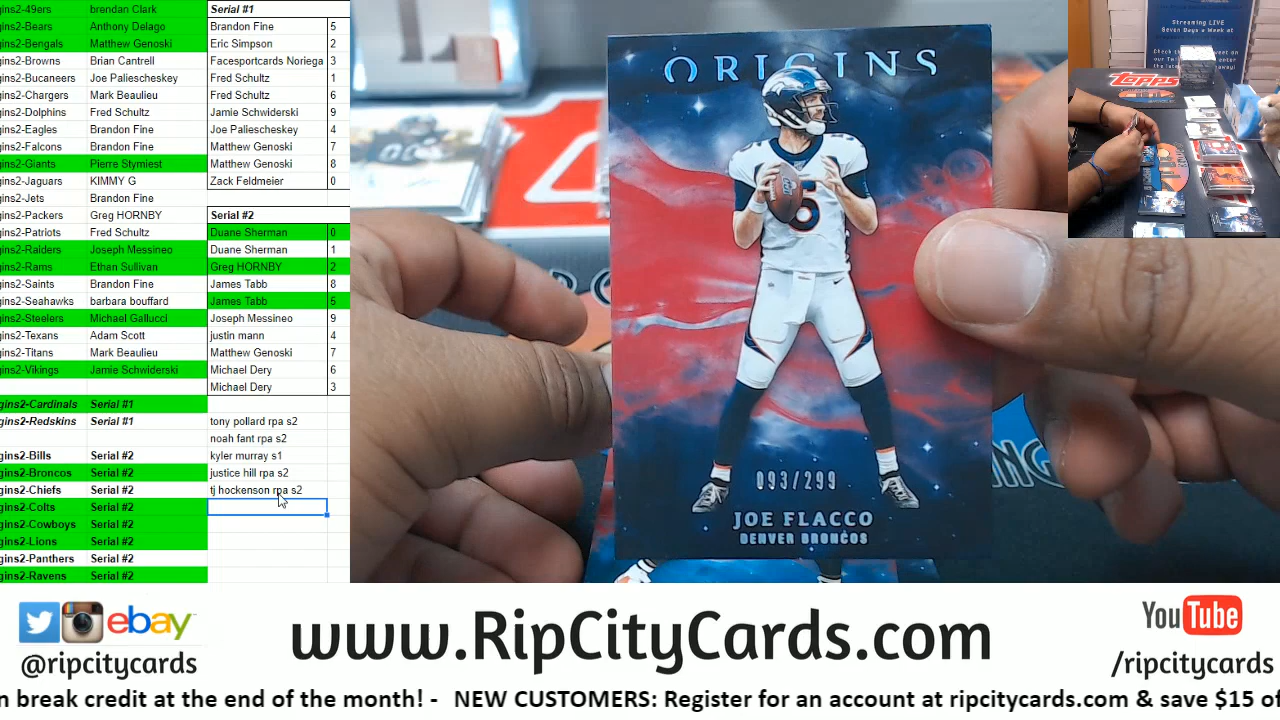 gins2-49ers brendan Clark
gins2-Bears Anthony Delago
gins2-Bengals Matthew Genoski
gins2-Browns Brian Cantrell
gins2-Bucaneers Joe Paliescheskey
gins2-Chargers Mark Beaulieu
gins2-Dolphins Fred Schultz
gins2-Eagles Brandon Fine
gins2-Falcons Brandon Fine
gins2-Giants Pierre Stymiest
gins2-Jaguars KIMMY G
gins2-Jets Brandon Fine
gins2-Packers Greg HORNBY
gins2-Patriots Fred Schultz
gins2-Raiders Joseph Messineo
gins2-Rams Ethan Sullivan
gins2-Saints Brandon Fine
gins2-Seahawks barbara bouffard
gins2-Steelers Michael Gallucci
gins2-Texans Adam Scott
gins2-Titans Mark Beaulieu
gins2-Vikings Jamie Schwiderski
gins2-Cardinals Serial #1
gins2-Redskins Serial #1
gins2-Bills Serial #2
gins2-Broncos Serial #2
gins2-Chiefs Serial #2
gins2-Colts Serial #2
gins2-Cowboys Serial #2
gins2-Lions Serial #2
gins2-Panthers Serial #2
gins2-Ravens Serial #2
Serial #1
Brandon Fine 5
Eric Simpson 2
Facesportcards Noriega 3
Fred Schultz 1
Fred Schultz 6
Jamie Schwiderski 9
Joe Paliescheskey 4
Matthew Genoski 7
Matthew Genoski 8
Zack Feldmeier 0
Serial #2
Duane Sherman 0
Duane Sherman 1
Greg HORNBY 2
James Tabb 8
James Tabb 5
Joseph Messineo 9
justin mann 4
Matthew Genoski 7
Michael Dery 6
Michael Dery 3
tony pollard rpa s2
noah fant rpa s2
kyler murray s1
justice hill rpa s2
tj hockenson rpa s2
ORIGINS
5
093/299
JOE FLACCO
DENVER BRONCOS
Streaming LIVE
Seven Days a Week at
Topps
ebay
@ripcitycards
www.RipCityCards.com
YouTube
/ripcitycards
n break credit at the end of the month! - NEW CUSTOMERS: Register for an account at ripcitycards.com & save $15 of